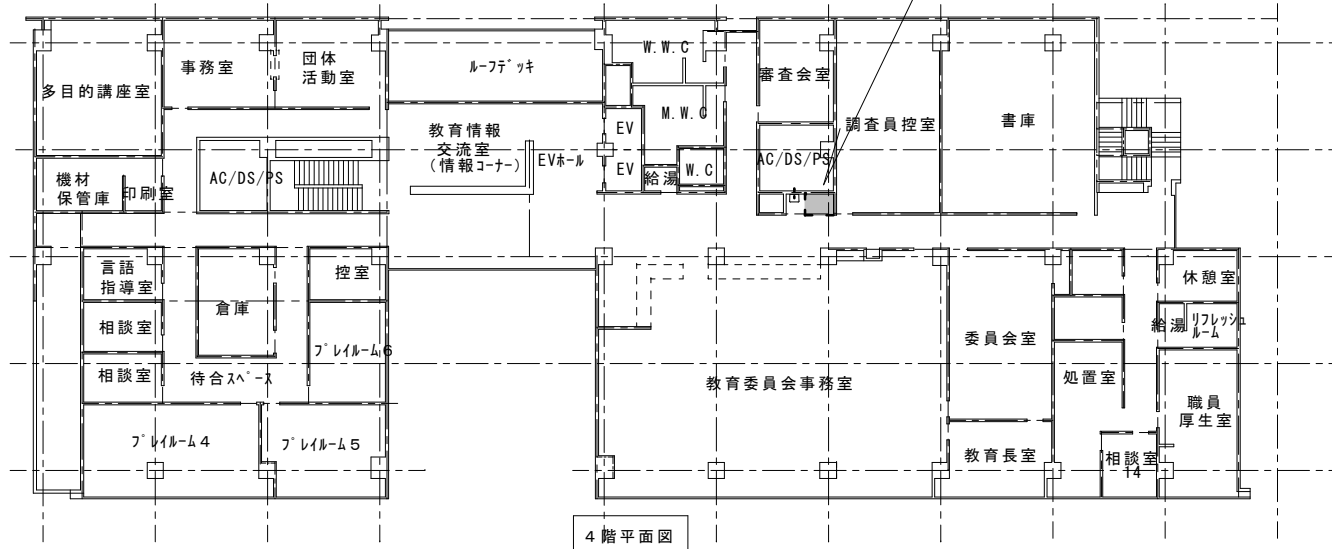 多目的講座室
事務室
団体
活動室
ルーフデッキ
W.W.C
M.W.C
審査会室
調査員控室
書庫
教育情報
交流室
(情報コーナー)
EVホール
EV
EV
給湯
W.C
AC/DS/PS
AC/DS/PS
機材
保管庫
印刷室
言語
指導室
相談室
相談室
倉庫
控室
プレイルーム6
待合スペース
プレイルーム4
プレイルーム5
教育委員会事務室
委員会室
教育長室
処置室
相談室
14
休憩室
給湯
リフレッシュ
ルーム
職員
厚生室
4階平面図